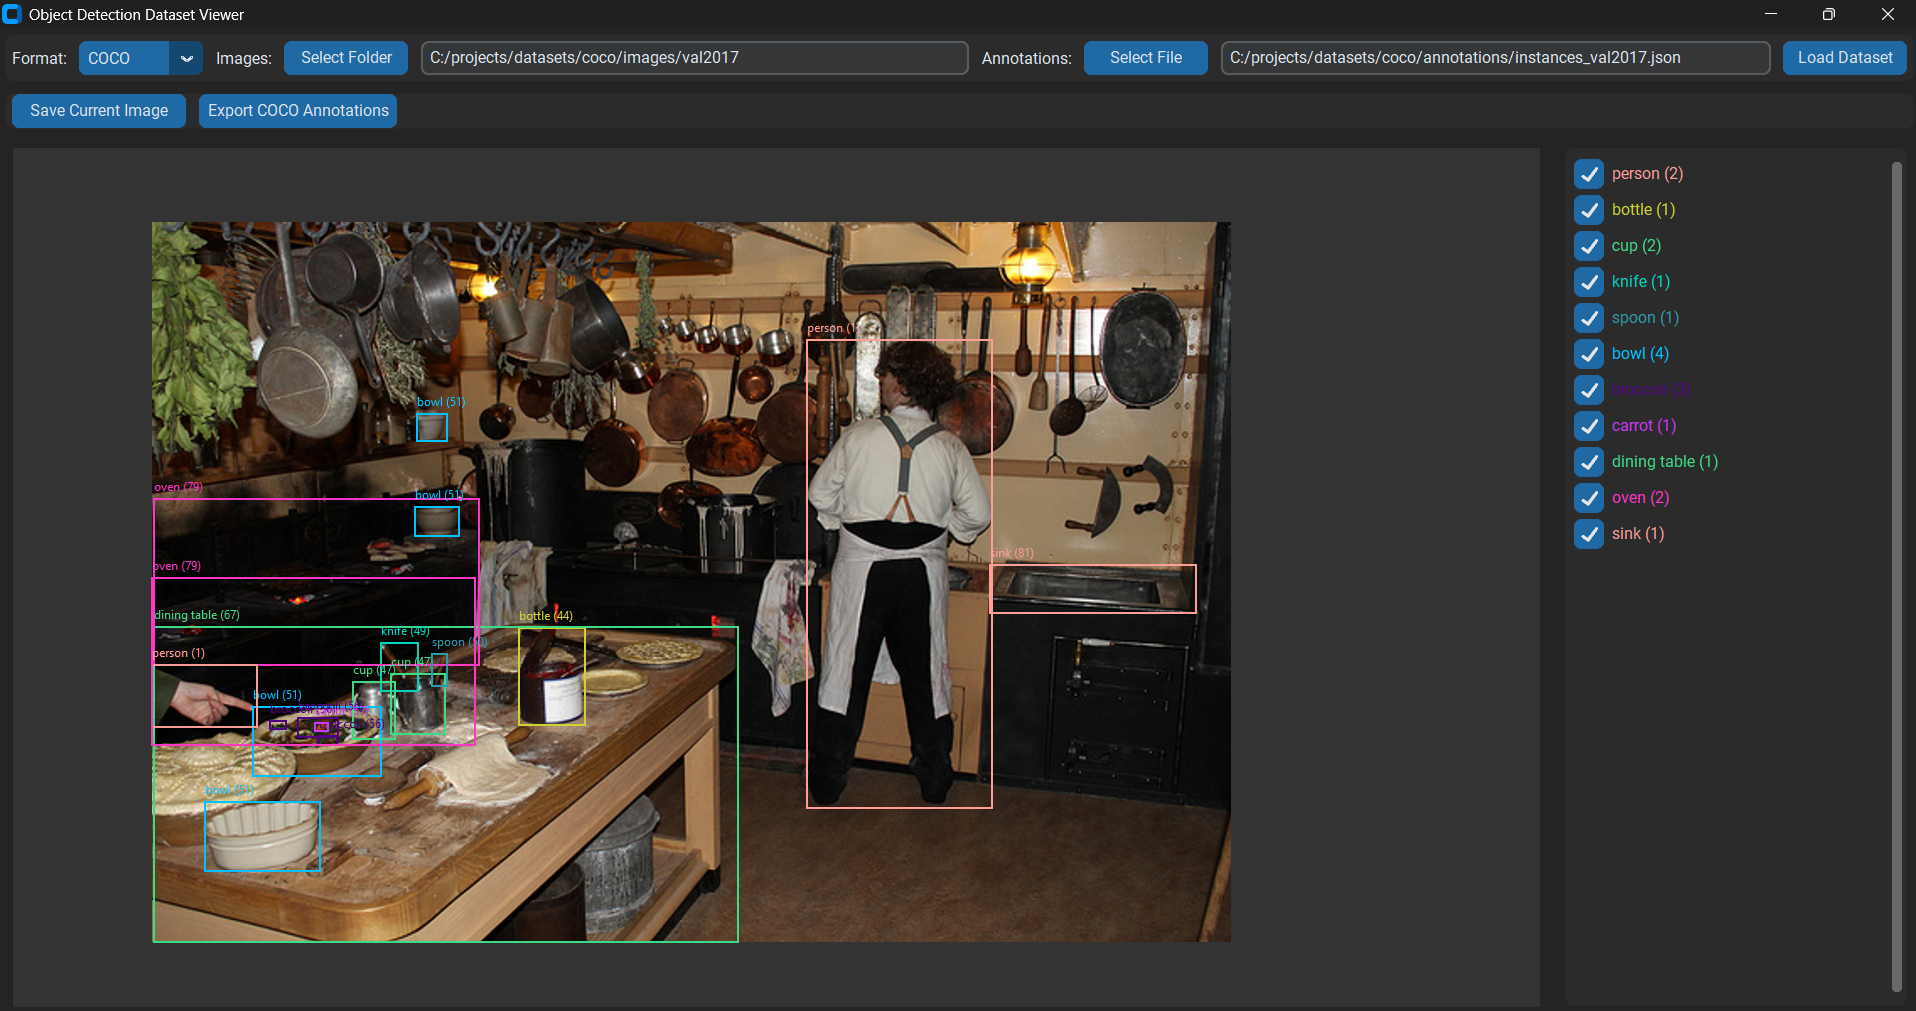 Object Detection Dataset Viewer
Format: COCO Images: Select Folder C:/projects/datasets/coco/images/val2017 Annotations: Select File C:/projects/datasets/coco/annotations/instances_val2017.json Load Dataset
Save Current Image Export COCO Annotations
person (2)
bottle (1)
cup (2)
knife (1)
spoon (1)
bowl (4)
carrot (1)
dining table (1)
oven (2)
sink (1)
person (1)
bowl (51)
oven (79)
bowl (51)
sink (81)
oven (79)
dining table (67)
bottle (44)
knife (49)
spoon
person (1)
cup (47
cup (47
bowl (51)
bowl (51)